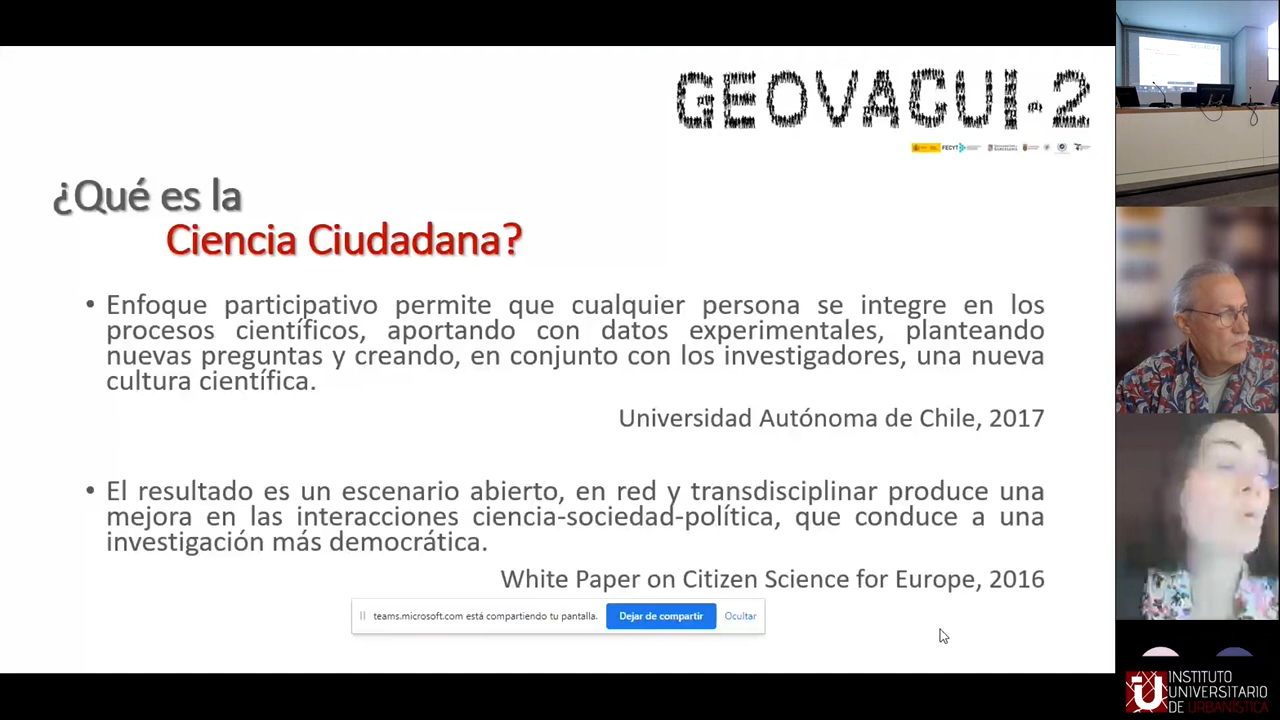 GEOVACUI-2
FECYT
¿Qué es la
Ciencia Ciudadana?
• Enfoque participativo permite que cualquier persona se integre en los
procesos científicos, aportando con datos experimentales, planteando
nuevas preguntas y creando, en conjunto con los investigadores, una nueva
cultura científica.
Universidad Autónoma de Chile, 2017
• El resultado es un escenario abierto, en red y transdisciplinar produce una
mejora en las interacciones ciencia-sociedad-política, que conduce a una
investigación más democrática.
White Paper on Citizen Science for Europe, 2016
teams.microsoft.com está compartiendo tu pantalla.
Dejar de compartir
Ocultar
INSTITUTO
UNIVERSITARIO
DE URBANÍSTICA